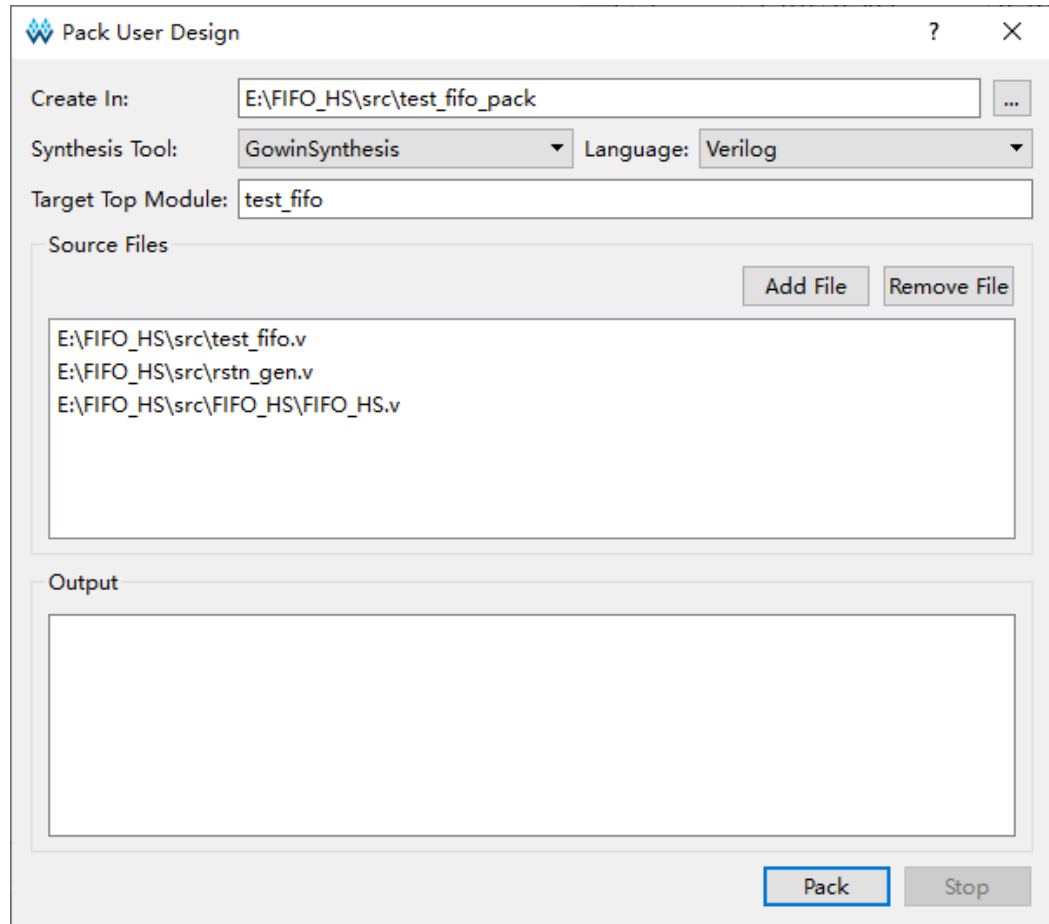 Pack User Design ?
Create In: E:\FIFO_HS\src\test_fifo_pack ...
Synthesis Tool: GowinSynthesis Language: Verilog
Target Top Module: test_fifo
Source Files
Add File Remove File
E:\FIFO_HS\src\test_fifo.v
E:\FIFO_HS\src\rstn_gen.v
E:\FIFO_HS\src\FIFO_HS\FIFO_HS.v
Output
Pack Stop